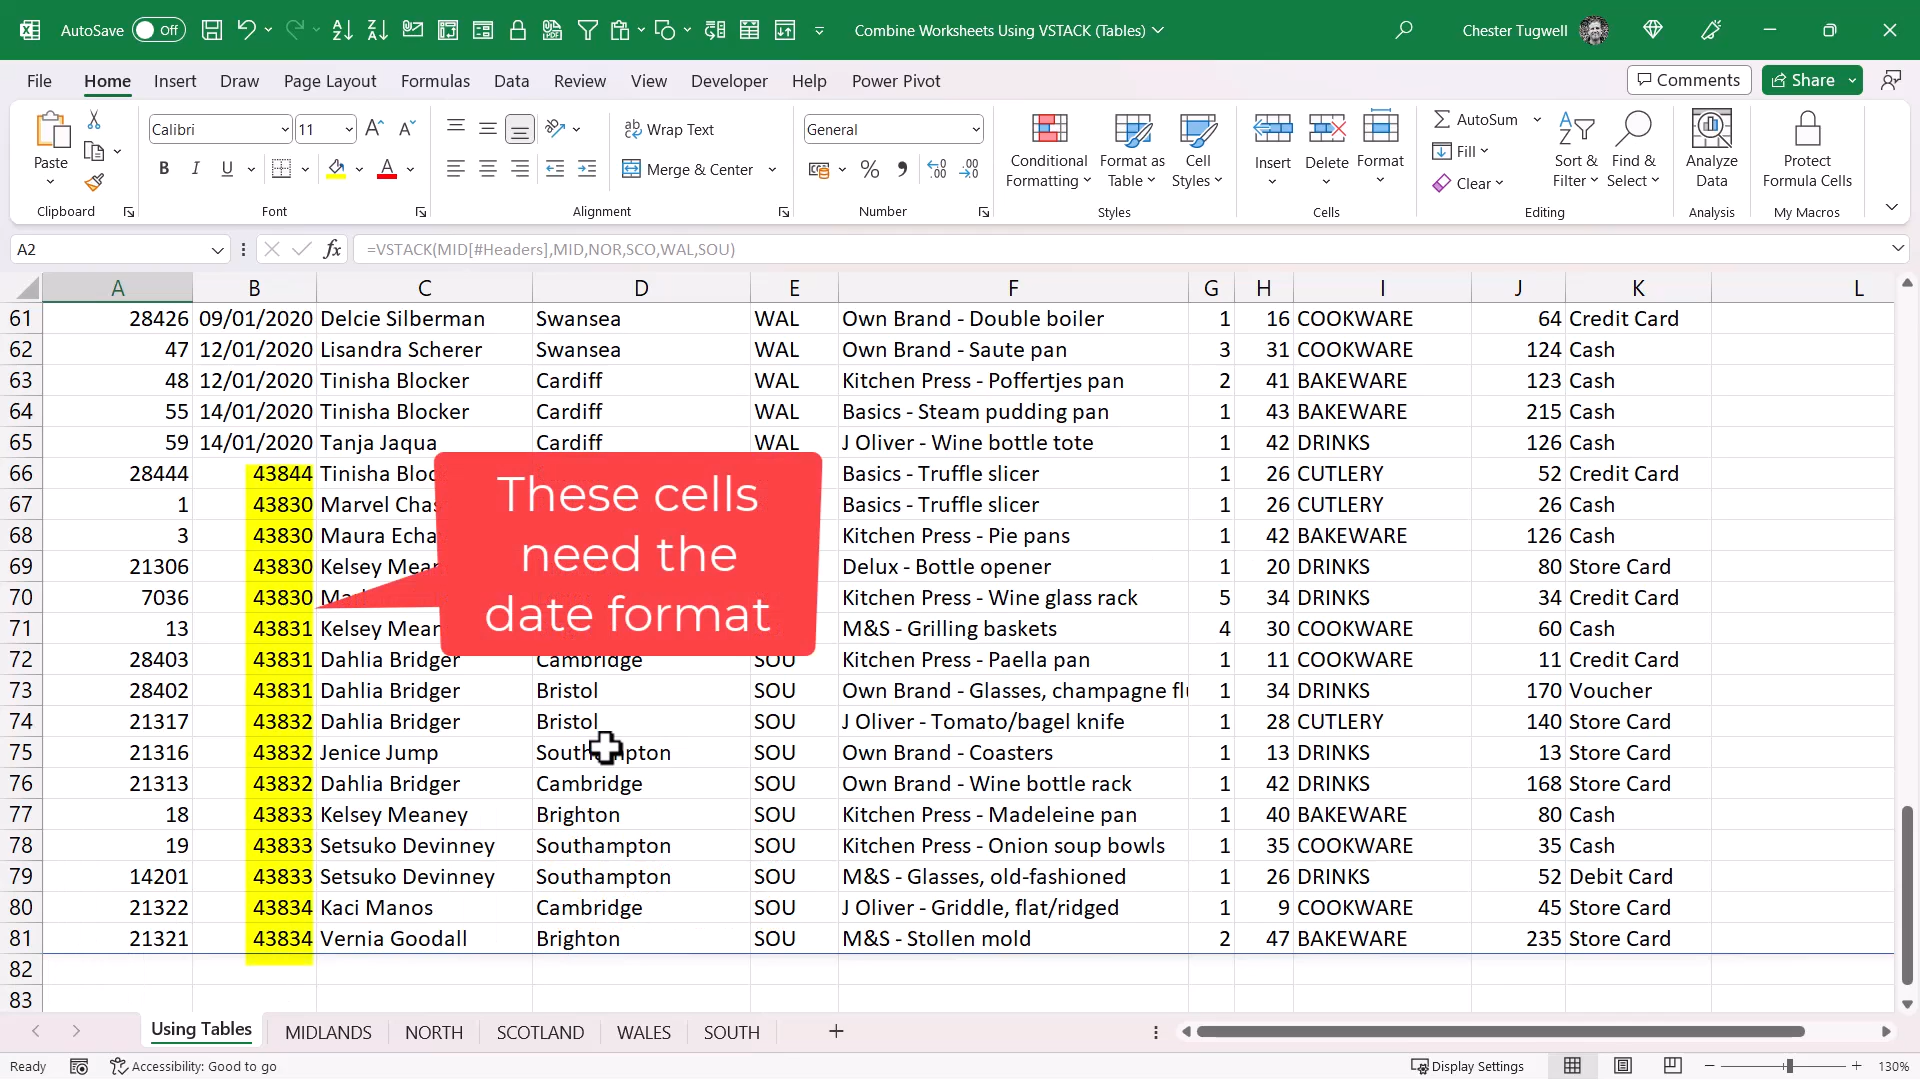 AutoSave Off Combine Worksheets Using VSTACK (Tables) Chester Tugwell
File Home Insert Draw Page Layout Formulas Data Review View Developer Help Power Pivot Comments Share
Paste Calibri 11 Wrap Text General Conditional Formatting Format as Table Cell Styles Insert Delete Format AutoSum Fill Clear Sort & Filter Find & Select Analyze Data Protect Formula Cells
B I U A Merge & Center %
Clipboard Font Alignment Number Styles Cells Editing Analysis My Macros
A2 fx =VSTACK(MID[#Headers],MID,NOR,SCO,WAL,SOU)
A B C D E F G H I J K L
61 28426 09/01/2020 Delcie Silberman Swansea WAL Own Brand - Double boiler 1 16 COOKWARE 64 Credit Card
62 47 12/01/2020 Lisandra Scherer Swansea WAL Own Brand - Saute pan 3 31 COOKWARE 124 Cash
63 48 12/01/2020 Tinisha Blocker Cardiff WAL Kitchen Press - Poffertjes pan 2 41 BAKEWARE 123 Cash
64 55 14/01/2020 Tinisha Blocker Cardiff WAL Basics - Steam pudding pan 1 43 BAKEWARE 215 Cash
65 59 14/01/2020 Tanja Jaqua Cardiff WAL J Oliver - Wine bottle tote 1 42 DRINKS 126 Cash
66 28444 43844 Tinisha Bloc Basics - Truffle slicer 1 26 CUTLERY 52 Credit Card
67 1 43830 Marvel Chas Basics - Truffle slicer 1 26 CUTLERY 26 Cash
68 3 43830 Maura Echa Kitchen Press - Pie pans 1 42 BAKEWARE 126 Cash
69 21306 43830 Kelsey Mean Delux - Bottle opener 1 20 DRINKS 80 Store Card
70 7036 43830 Kitchen Press - Wine glass rack 5 34 DRINKS 34 Credit Card
71 13 43831 Kelsey Mean M&S - Grilling baskets 4 30 COOKWARE 60 Cash
72 28403 43831 Dahlia Bridger Cambridge SOU Kitchen Press - Paella pan 1 11 COOKWARE 11 Credit Card
73 28402 43831 Dahlia Bridger Bristol SOU Own Brand - Glasses, champagne flu 1 34 DRINKS 170 Voucher
74 21317 43832 Dahlia Bridger Bristol SOU J Oliver - Tomato/bagel knife 1 28 CUTLERY 140 Store Card
75 21316 43832 Jenice Jump Southampton SOU Own Brand - Coasters 1 13 DRINKS 13 Store Card
76 21313 43832 Dahlia Bridger Cambridge SOU Own Brand - Wine bottle rack 1 42 DRINKS 168 Store Card
77 18 43833 Kelsey Meaney Brighton SOU Kitchen Press - Madeleine pan 1 40 BAKEWARE 80 Cash
78 19 43833 Setsuko Devinney Southampton SOU Kitchen Press - Onion soup bowls 1 35 COOKWARE 35 Cash
79 14201 43833 Setsuko Devinney Southampton SOU M&S - Glasses, old-fashioned 1 26 DRINKS 52 Debit Card
80 21322 43834 Kaci Manos Cambridge SOU J Oliver - Griddle, flat/ridged 1 9 COOKWARE 45 Store Card
81 21321 43834 Vernia Goodall Brighton SOU M&S - Stollen mold 2 47 BAKEWARE 235 Store Card
82
83
These cells
need the
date format
Using Tables MIDLANDS NORTH SCOTLAND WALES SOUTH
Ready Accessibility: Good to go Display Settings 130%